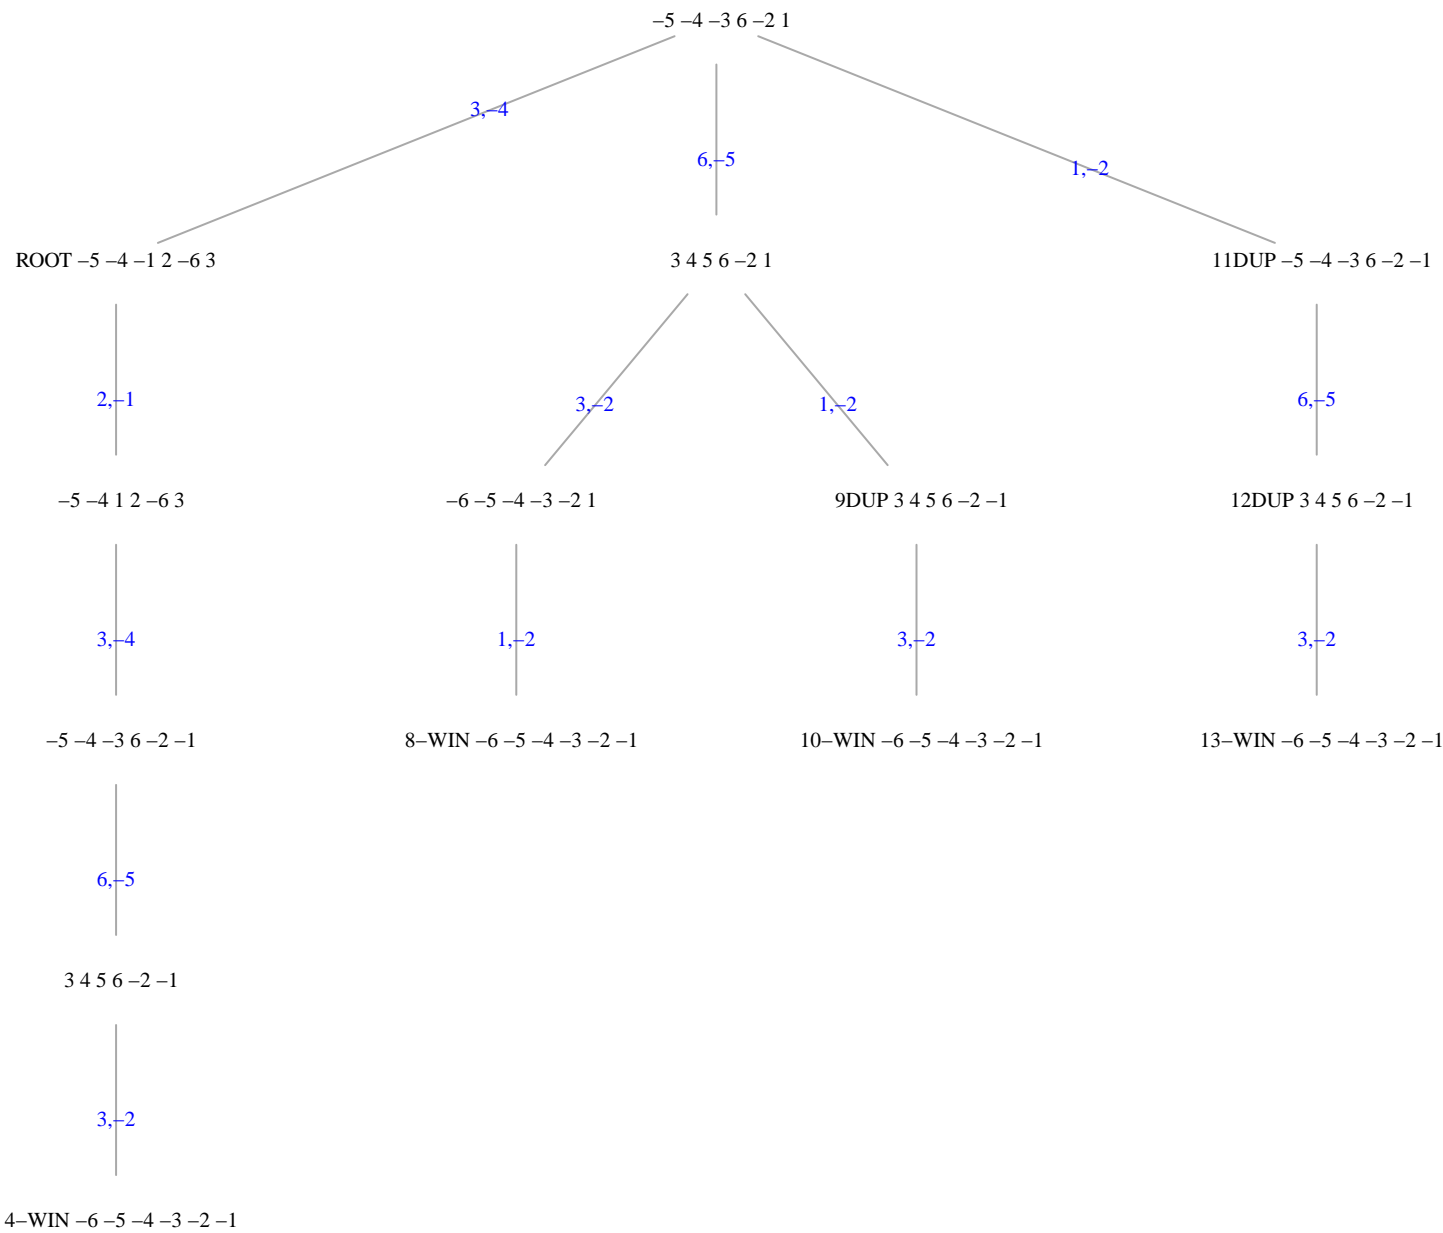 −5 −4 −3 6 −2 1
3,−4
6,−5
1,−2
ROOT −5 −4 −1 2 −6 3
3 4 5 6 −2 1
11DUP −5 −4 −3 6 −2 −1
2,−1
3,−2
1,−2
6,−5
−5 −4 1 2 −6 3
−6 −5 −4 −3 −2 1
9DUP 3 4 5 6 −2 −1
12DUP 3 4 5 6 −2 −1
3,−4
1,−2
3,−2
3,−2
−5 −4 −3 6 −2 −1
8−WIN −6 −5 −4 −3 −2 −1
10−WIN −6 −5 −4 −3 −2 −1
13−WIN −6 −5 −4 −3 −2 −1
6,−5
3 4 5 6 −2 −1
3,−2
4−WIN −6 −5 −4 −3 −2 −1